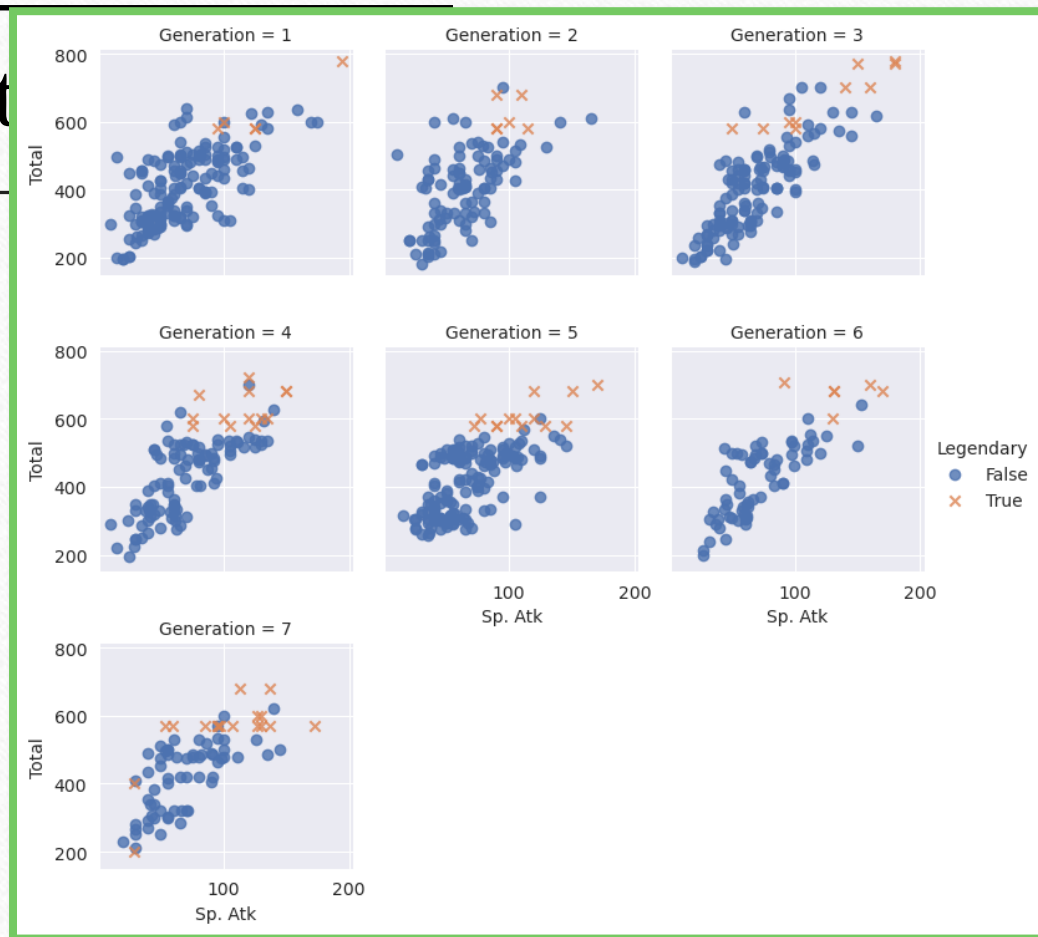 t
Generation = 1
Generation = 2
Generation = 3
800
600
400
200
Total
Generation = 4
Generation = 5
Generation = 6
800
600
400
200
Total
Legendary
False
True
100
200
100
200
Sp. Atk
Sp. Atk
Generation = 7
800
600
400
200
Total
100
200
Sp. Atk